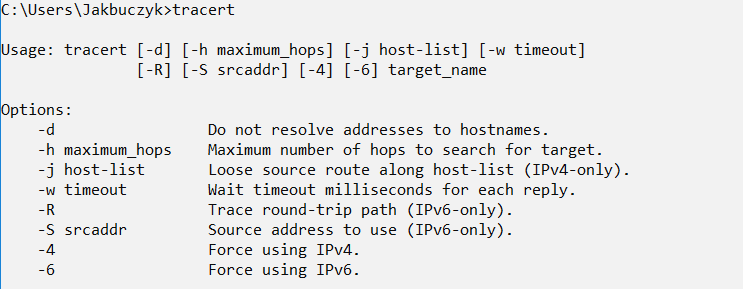 C:\Users\Jakbuczyk>tracert
Usage: tracert [-d] [-h maximum_hops] [-j host-list] [-w timeout]
[-R] [-S srcaddr] [-4] [-6] target_name
Options:
-d Do not resolve addresses to hostnames.
-h maximum_hops Maximum number of hops to search for target.
-j host-list Loose source route along host-list (IPv4-only).
-w timeout Wait timeout milliseconds for each reply.
-R Trace round-trip path (IPv6-only).
-S srcaddr Source address to use (IPv6-only).
-4 Force using IPv4.
-6 Force using IPv6.